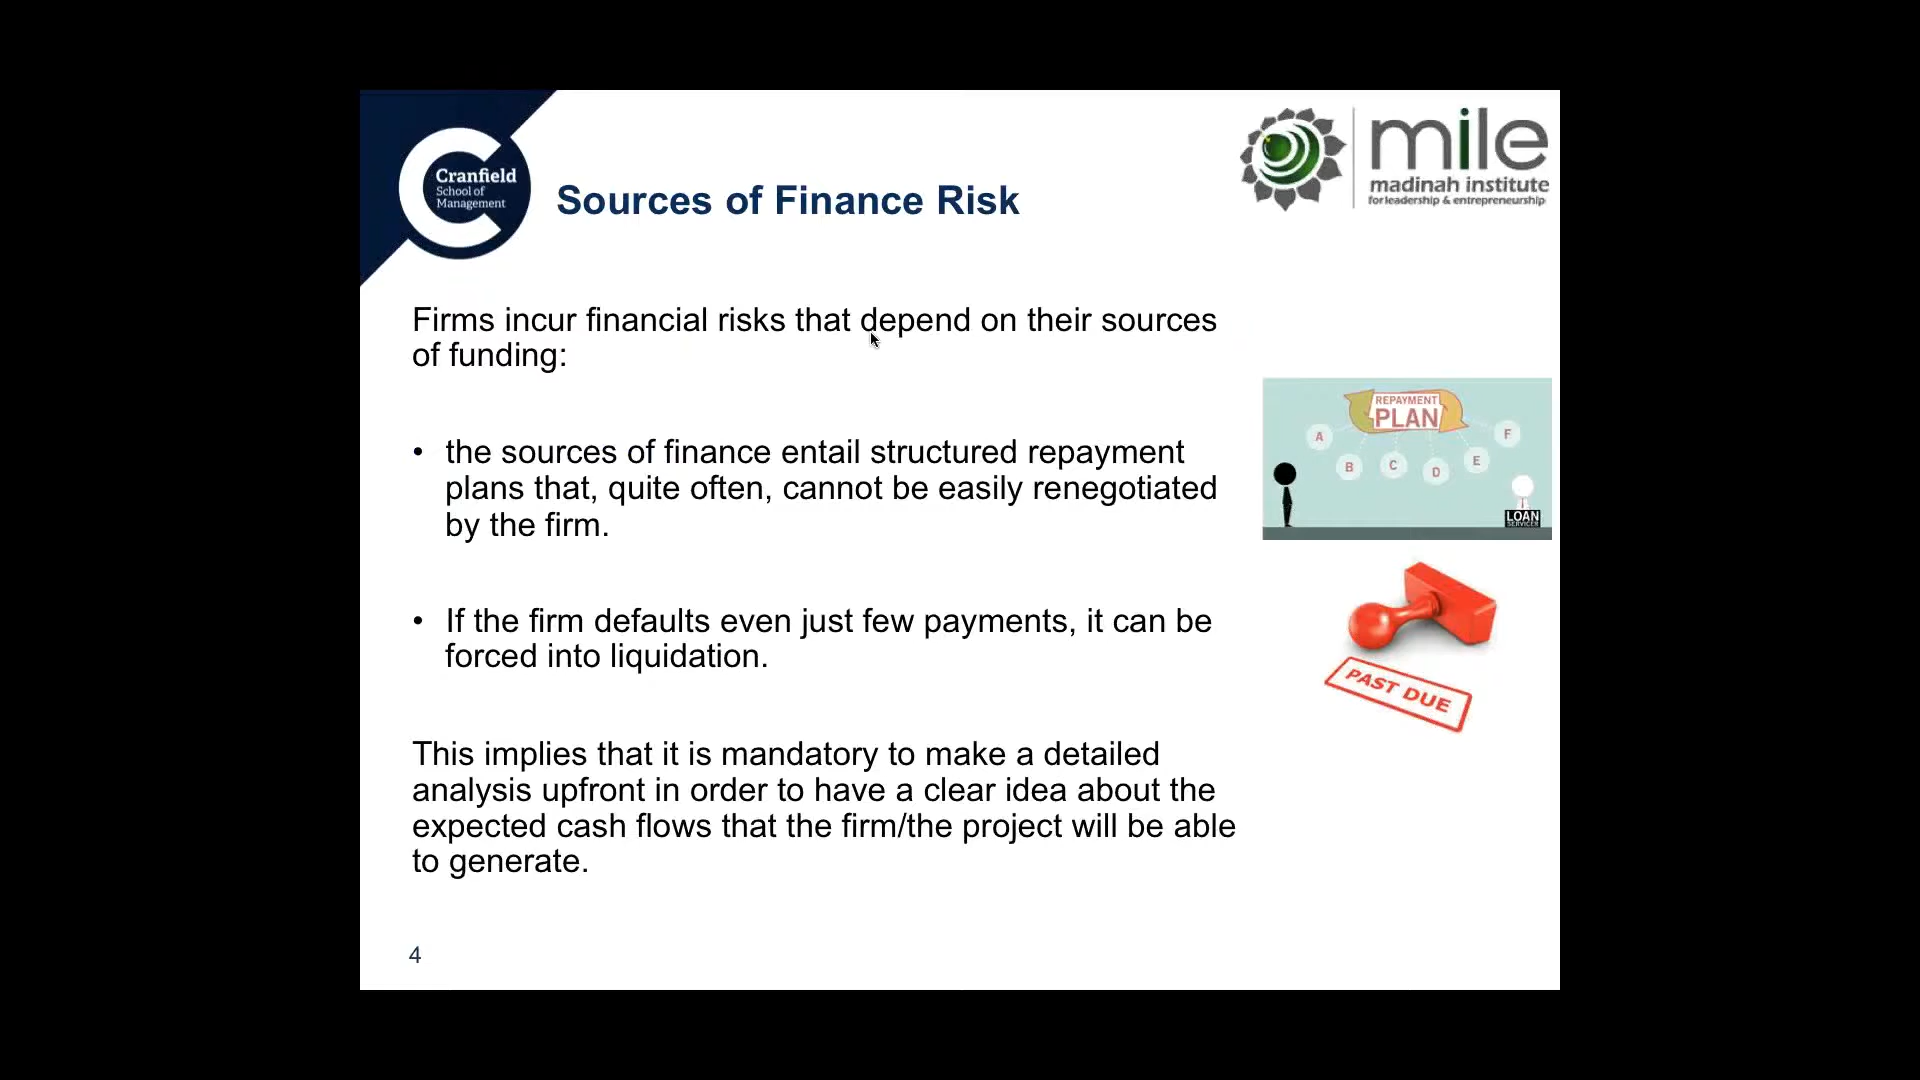 Cranfield
School of
Management
Sources of Finance Risk
mile
madinah institute
for leadership & entrepreneurship
Firms incur financial risks that depend on their sources
of funding:
• the sources of finance entail structured repayment
plans that, quite often, cannot be easily renegotiated
by the firm.
REPAYMENT
PLAN
A
B
C
D
E
F
LOAN
SERVICER
• If the firm defaults even just few payments, it can be
forced into liquidation.
PAST DUE
This implies that it is mandatory to make a detailed
analysis upfront in order to have a clear idea about the
expected cash flows that the firm/the project will be able
to generate.
4